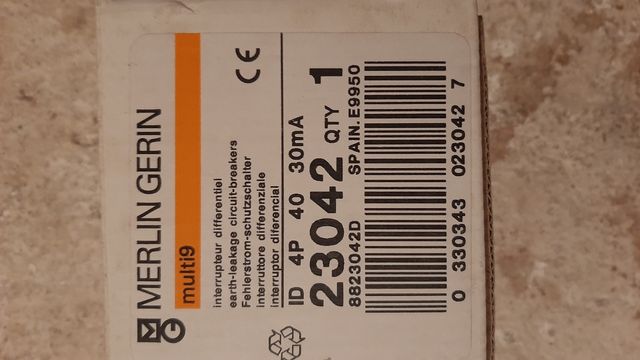 MERLIN GERIN
multi9
interrupteur differentiel
earth-leakage circuit-breakers
Fehlerstrom-schutzschalter
interruttore differenziale
interruptor diferencial
ID 4P 40 30mA
23042 QTY 1
8823042D SPAIN. E9950
0 330343 023042 7
CE